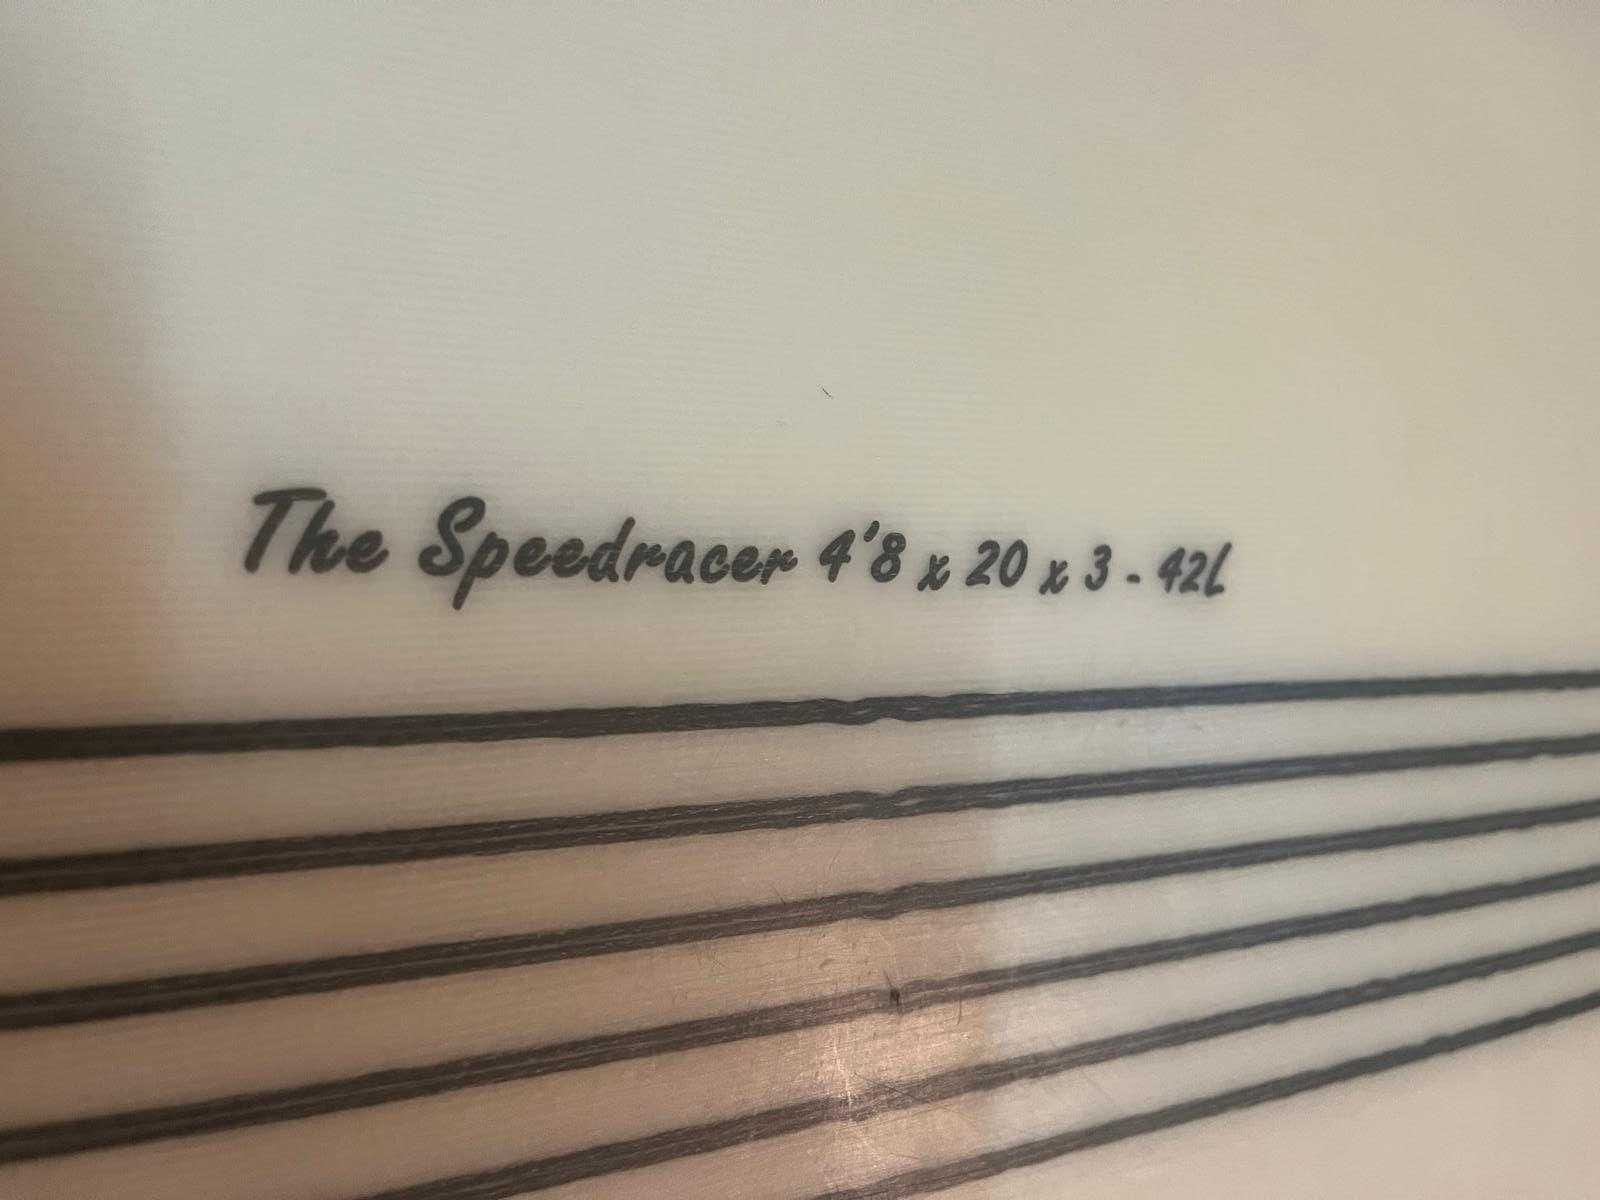 The Speedracer 4'8 x 20 x 3 - 42L